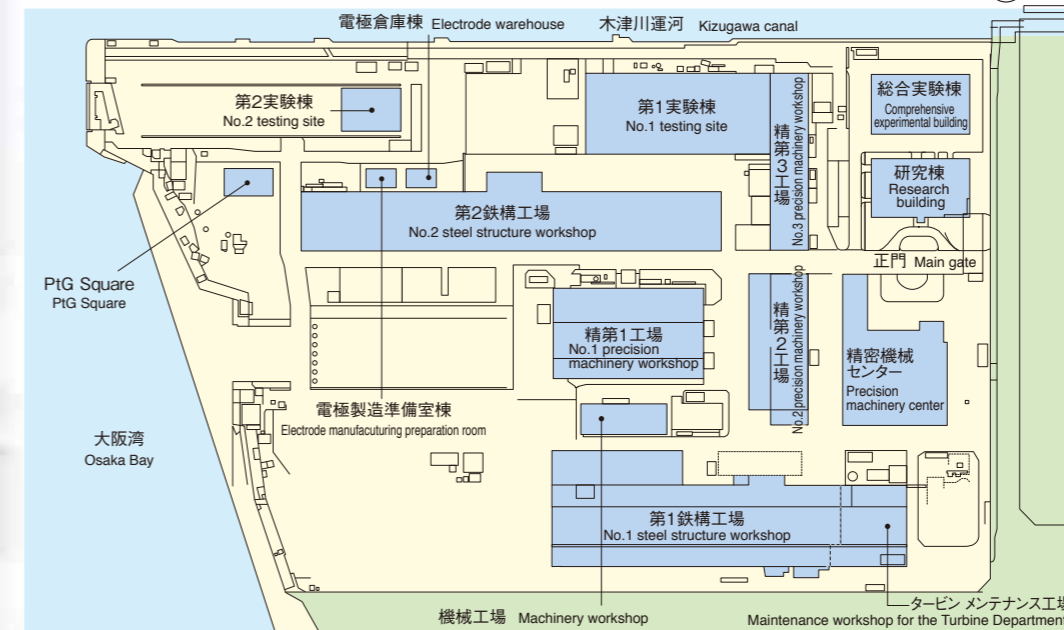 電極倉庫棟 Electrode warehouse
木津川運河 Kizugawa canal
第2実験棟
No.2 testing site
第1実験棟
No.1 testing site
精第3工場
No.3 precision machinery workshop
総合実験棟
Comprehensive
experimental building
研究棟
Research
building
第2鉄構工場
No.2 steel structure workshop
正門 Main gate
PtG Square
PtG Square
精第1工場
No.1 precision
machinery workshop
精第2工場
No.2 precision machinery workshop
精密機械
センター
Precision
machinery center
電極製造準備室棟
Electrode manufacuturing preparation room
大阪湾
Osaka Bay
第1鉄構工場
No.1 steel structure workshop
機械工場 Machinery workshop
タービン メンテナンス工場
Maintenance workshop for the Turbine Department